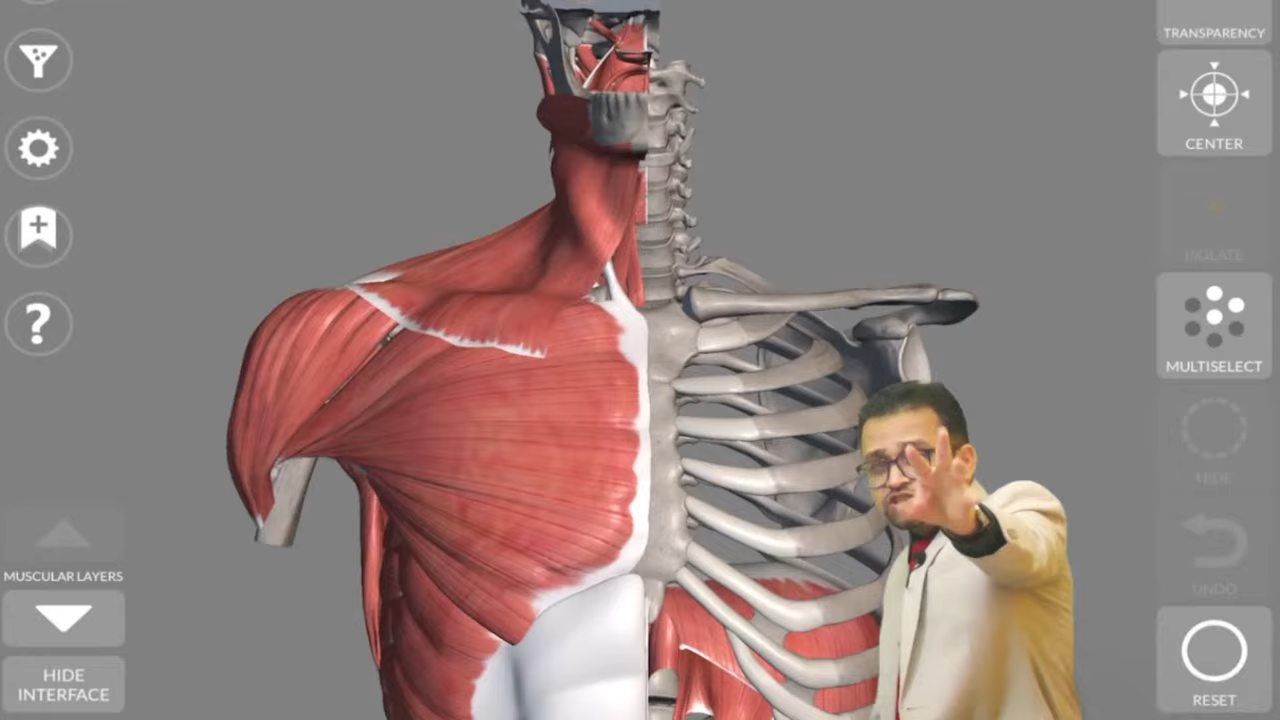 TRANSPARENCY
CENTER
ISOLATE
MULTISELECT
HIDE
UNDO
MUSCULAR LAYERS
HIDE
INTERFACE
RESET